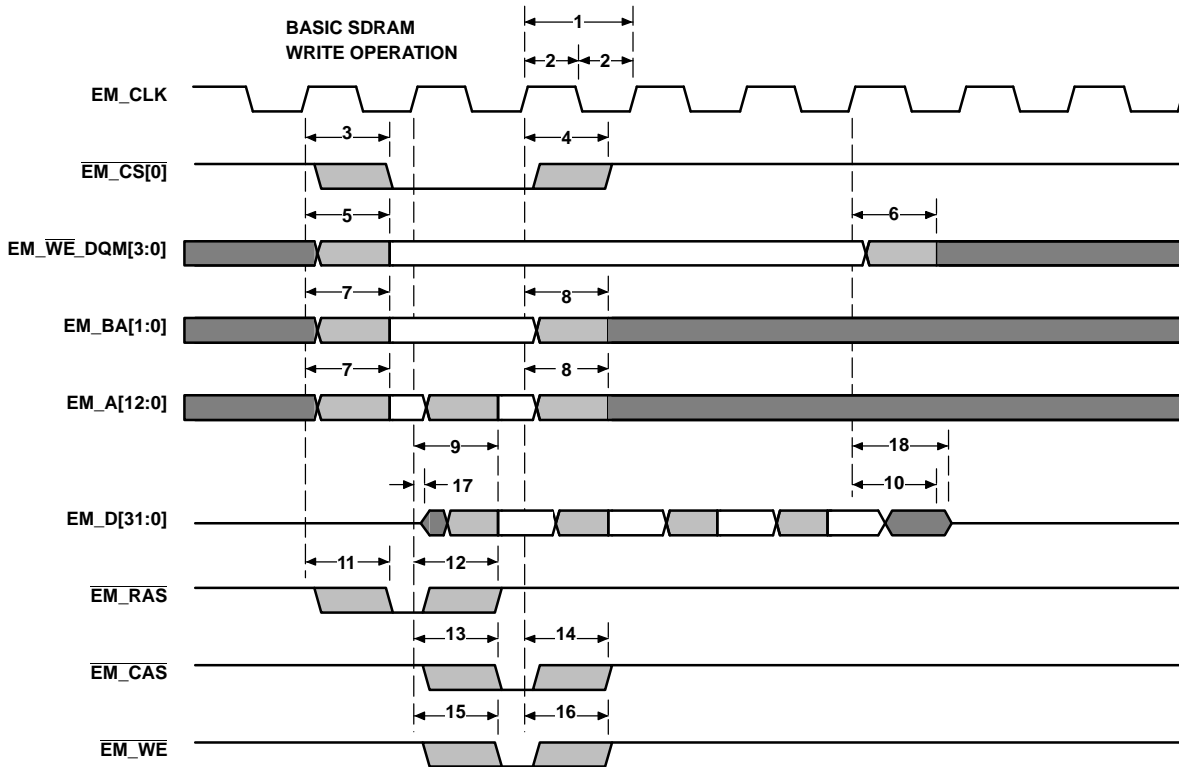 BASIC SDRAM
WRITE OPERATION
1
2 2
EM_CLK
3 4
EM_CS[0]
5 6
EM_WE_DQM[3:0]
7 8
EM_BA[1:0]
7 8
EM_A[12:0]
9 18
17 10
EM_D[31:0]
11 12
EM_RAS
13 14
EM_CAS
15 16
EM_WE